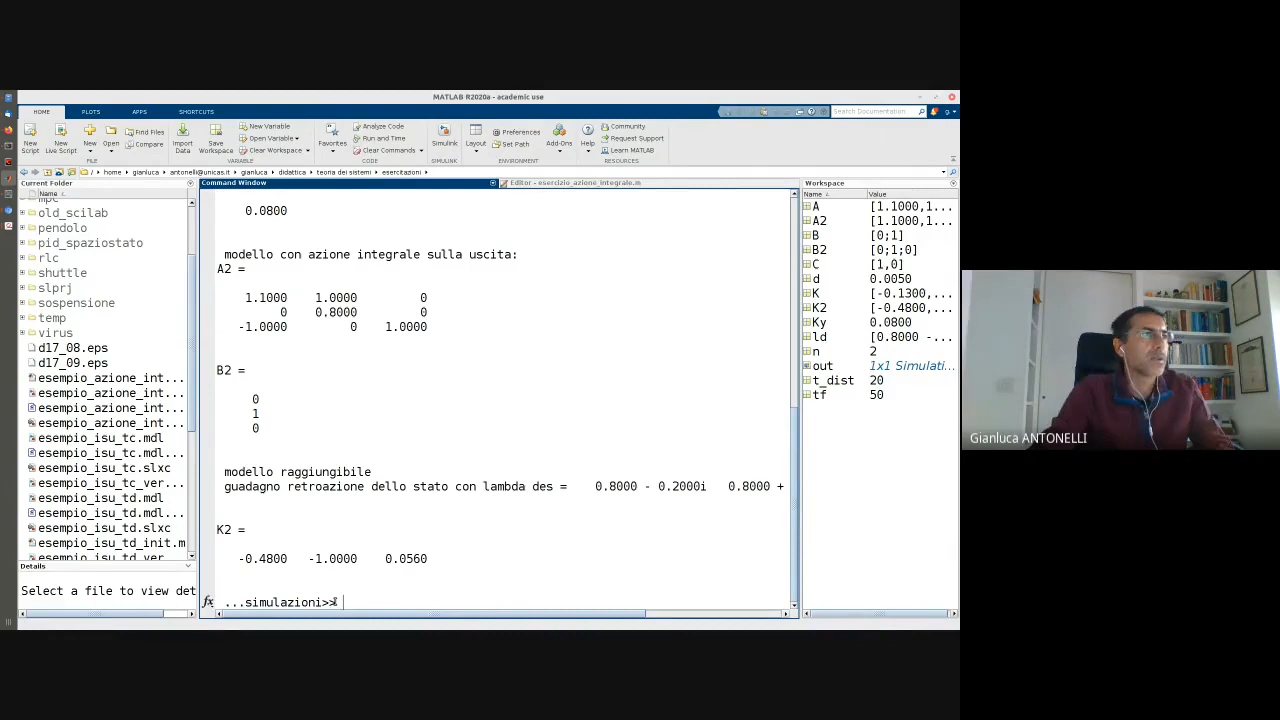 MATLAB R2020a - academic use
HOME PLOTS APPS SHORTCUTS
Search Documentation
New Script
New Live Script
New
Open
Find Files
Compare
Import Data
Save Workspace
New Variable
Open Variable
Clear Workspace
Favorites
Analyze Code
Run and Time
Clear Commands
Simulink
Layout
Preferences
Set Path
Add-Ons
Help
Community
Request Support
Learn MATLAB
FILE VARIABLE CODE SIMULINK ENVIRONMENT RESOURCES
/ home gianluca antonelli@unicas.it gianluca didattica teoria dei sistemi esercitazioni
Current Folder
Name
mpc
old_scilab
pendolo
pid_spaziostato
rlc
shuttle
slprj
sospensione
temp
virus
d17_08.eps
d17_09.eps
esempio_azione_int...
esempio_azione_int...
esempio_azione_int...
esempio_azione_int...
esempio_isu_tc.mdl
esempio_isu_tc.mdl...
esempio_isu_tc.slxc
esempio_isu_tc_ver...
esempio_isu_td.mdl
esempio_isu_td.mdl...
esempio_isu_td.slxc
esempio_isu_td_init.m
esempio_isu_td_ver
Details
Select a file to view det
Command Window
Editor - esercizio_azione_integrale.m
0.0800
modello con azione integrale sulla uscita:
A2 =
1.1000 1.0000 0
0 0.8000 0
-1.0000 0 1.0000
B2 =
0
1
0
modello raggiungibile
guadagno retroazione dello stato con lambda des = 0.8000 - 0.2000i 0.8000 +
K2 =
-0.4800 -1.0000 0.0560
fx ...simulazioni>>
Workspace
Name Value
A [1.1000,1...
A2 [1.1000,1...
B [0;1]
B2 [0;1;0]
C [1,0]
d 0.0050
K [-0.1300,...
K2 [-0.4800,...
Ky 0.0800
ld [0.8000 -...
n 2
out 1x1 Simulati...
t_dist 20
tf 50
Gianluca ANTONELLI